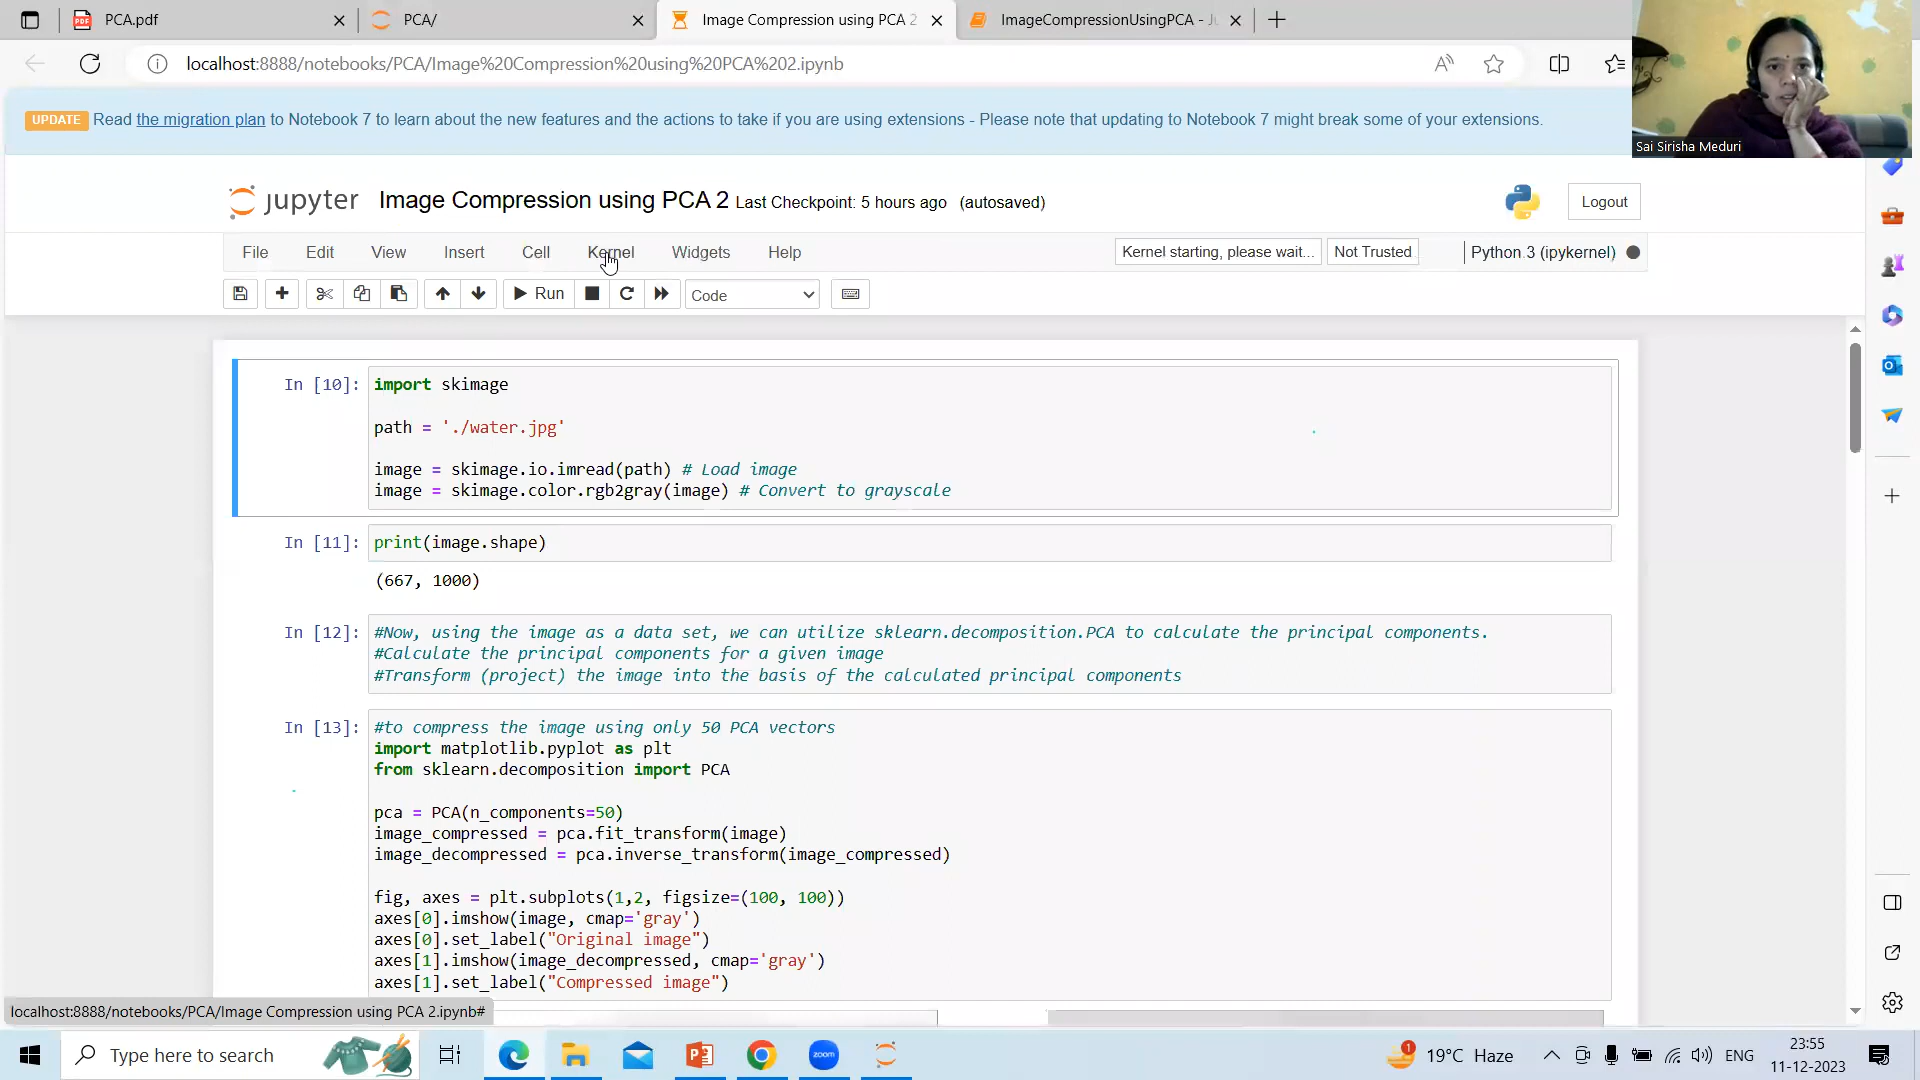 PCA.pdf
PCA/
Image Compression using PCA 2
ImageCompressionUsingPCA - Ju
localhost:8888/notebooks/PCA/Image%20Compression%20using%20PCA%202.ipynb
UPDATE Read the migration plan to Notebook 7 to learn about the new features and the actions to take if you are using extensions - Please note that updating to Notebook 7 might break some of your extensions.
Sai Sirisha Meduri
jupyter Image Compression using PCA 2 Last Checkpoint: 5 hours ago (autosaved)
Logout
File Edit View Insert Cell Kernel Widgets Help
Kernel starting, please wait... Not Trusted Python 3 (ipykernel)
Run Code
In [10]: import skimage
path = './water.jpg'
image = skimage.io.imread(path) # Load image
image = skimage.color.rgb2gray(image) # Convert to grayscale
In [11]: print(image.shape)
(667, 1000)
In [12]: #Now, using the image as a data set, we can utilize sklearn.decomposition.PCA to calculate the principal components.
#Calculate the principal components for a given image
#Transform (project) the image into the basis of the calculated principal components
In [13]: #to compress the image using only 50 PCA vectors
import matplotlib.pyplot as plt
from sklearn.decomposition import PCA
pca = PCA(n_components=50)
image_compressed = pca.fit_transform(image)
image_decompressed = pca.inverse_transform(image_compressed)
fig, axes = plt.subplots(1,2, figsize=(100, 100))
axes[0].imshow(image, cmap='gray')
axes[0].set_label("Original image")
axes[1].imshow(image_decompressed, cmap='gray')
axes[1].set_label("Compressed image")
localhost:8888/notebooks/PCA/Image Compression using PCA 2.ipynb#
Type here to search
zoom
1
19°C Haze
ENG
23:55
11-12-2023